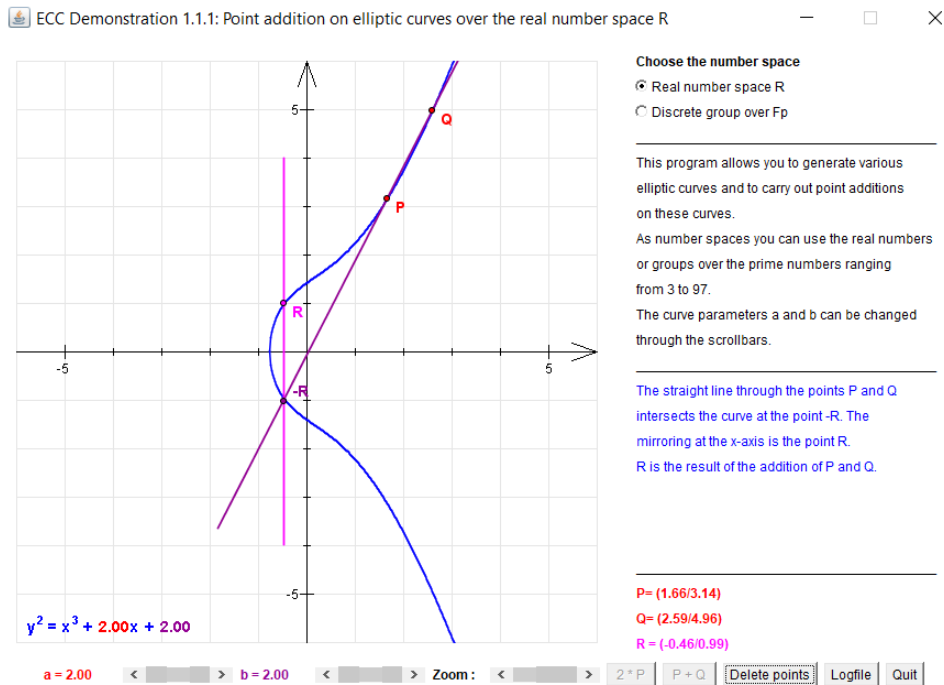 ECC Demonstration 1.1.1: Point addition on elliptic curves over the real number space R
Choose the number space
Real number space R
Discrete group over Fp
This program allows you to generate various
elliptic curves and to carry out point additions
on these curves.
As number spaces you can use the real numbers
or groups over the prime numbers ranging
from 3 to 97.
The curve parameters a and b can be changed
through the scrollbars.
The straight line through the points P and Q
intersects the curve at the point -R. The
mirroring at the x-axis is the point R.
R is the result of the addition of P and Q.
P= (1.66/3.14)
Q= (2.59/4.96)
R = (-0.46/0.99)
5
Q
P
R
-5
5
-R
-5
y² = x³ + 2.00x + 2.00
a = 2.00 < > b = 2.00 < > Zoom : < > 2 * P P + Q Delete points Logfile Quit